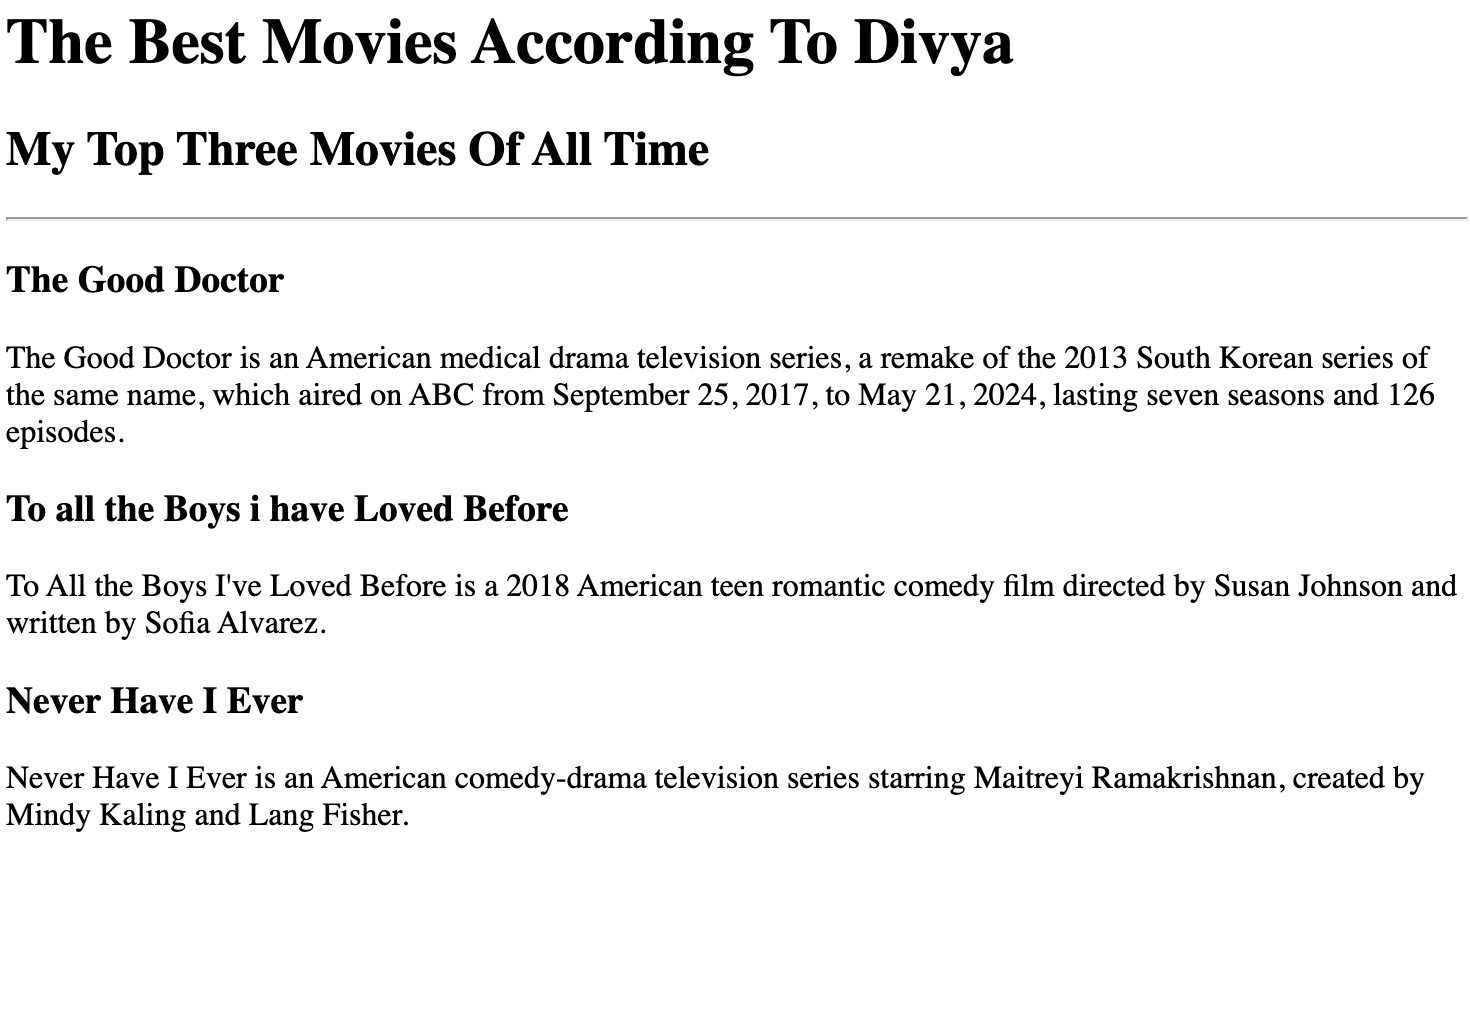 The Best Movies According To Divya
My Top Three Movies Of All Time
The Good Doctor
The Good Doctor is an American medical drama television series, a remake of the 2013 South Korean series of
the same name, which aired on ABC from September 25, 2017, to May 21, 2024, lasting seven seasons and 126
episodes.
To all the Boys i have Loved Before
To All the Boys I've Loved Before is a 2018 American teen romantic comedy film directed by Susan Johnson and
written by Sofia Alvarez.
Never Have I Ever
Never Have I Ever is an American comedy-drama television series starring Maitreyi Ramakrishnan, created by
Mindy Kaling and Lang Fisher.